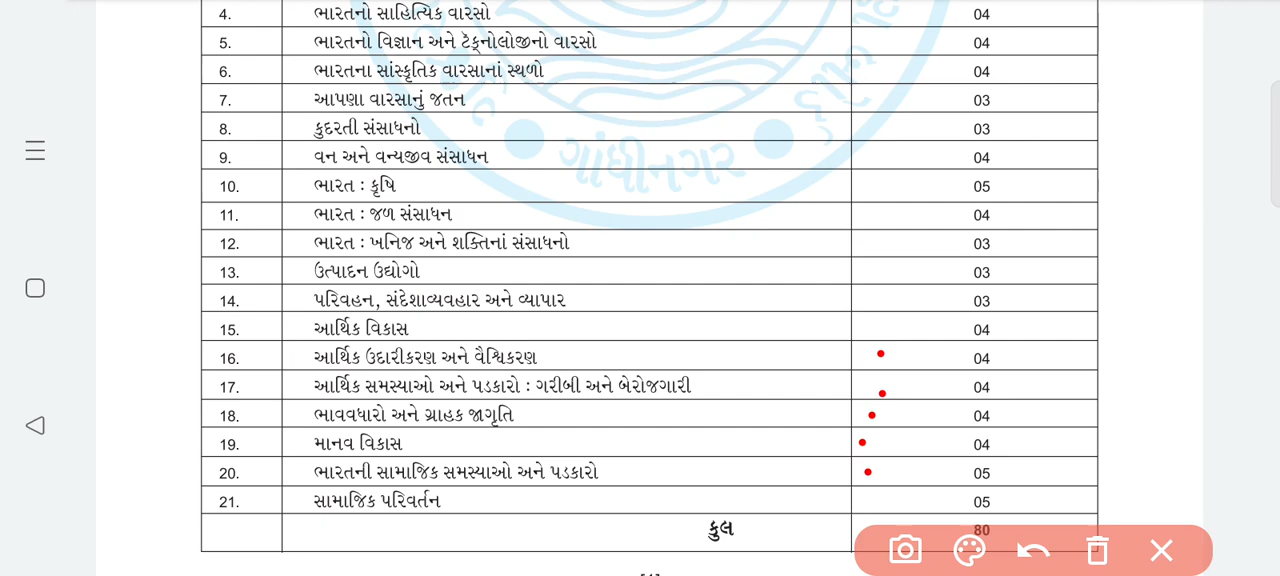 4. ભારતનો સાહિત્યિક વારસો 04
5. ભારતનો વિજ્ઞાન અને ટૅક્નોલોજીનો વારસો 04
6. ભારતના સાંસ્કૃતિક વારસાનાં સ્થળો 04
7. આપણા વારસાનું જતન 03
8. કુદરતી સંસાધનો 03
9. વન અને વન્યજીવ સંસાધન 04
ગાંધીનગર
10. ભારત : કૃષિ 05
11. ભારત : જળ સંસાધન 04
12. ભારત : ખનિજ અને શક્તિનાં સંસાધનો 03
13. ઉત્પાદન ઉદ્યોગો 03
14. પરિવહન, સંદેશાવ્યવહાર અને વ્યાપાર 03
15. આર્થિક વિકાસ 04
16. આર્થિક ઉદારીકરણ અને વૈશ્વિકરણ 04
17. આર્થિક સમસ્યાઓ અને પડકારો : ગરીબી અને બેરોજગારી 04
18. ભાવવધારો અને ગ્રાહક જાગૃતિ 04
19. માનવ વિકાસ 04
20. ભારતની સામાજિક સમસ્યાઓ અને પડકારો 05
21. સામાજિક પરિવર્તન 05
કુલ 80